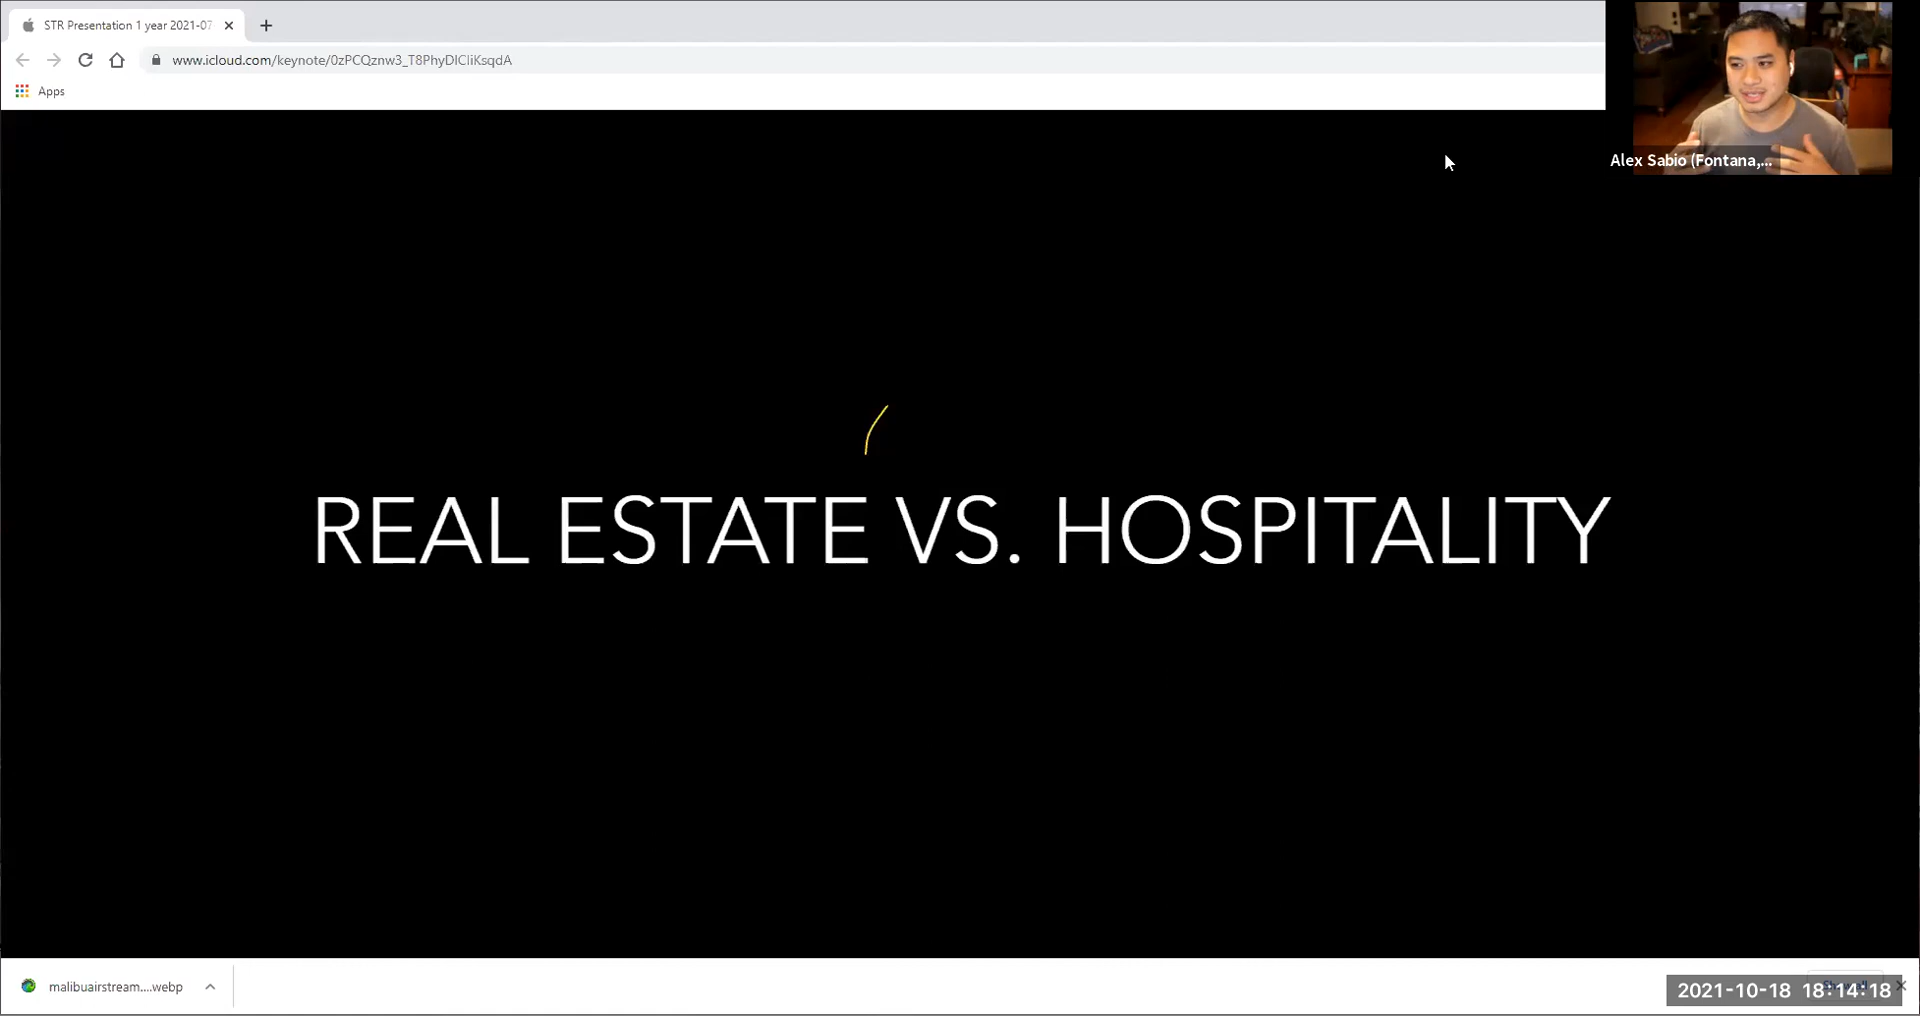 STR Presentation 1 year 2021-07
www.icloud.com/keynote/0zPCQznw3_T8PhyDICIiKsqdA
Apps
Alex Sabio (Fontana,...
REAL ESTATE VS. HOSPITALITY
malibuairstream....webp
2021-10-18 18:14:18